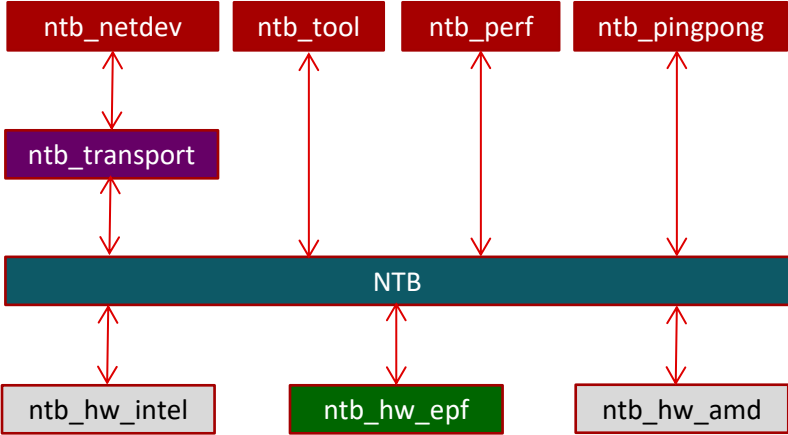 ntb_netdev
ntb_tool
ntb_perf
ntb_pingpong
ntb_transport
NTB
ntb_hw_intel
ntb_hw_epf
ntb_hw_amd